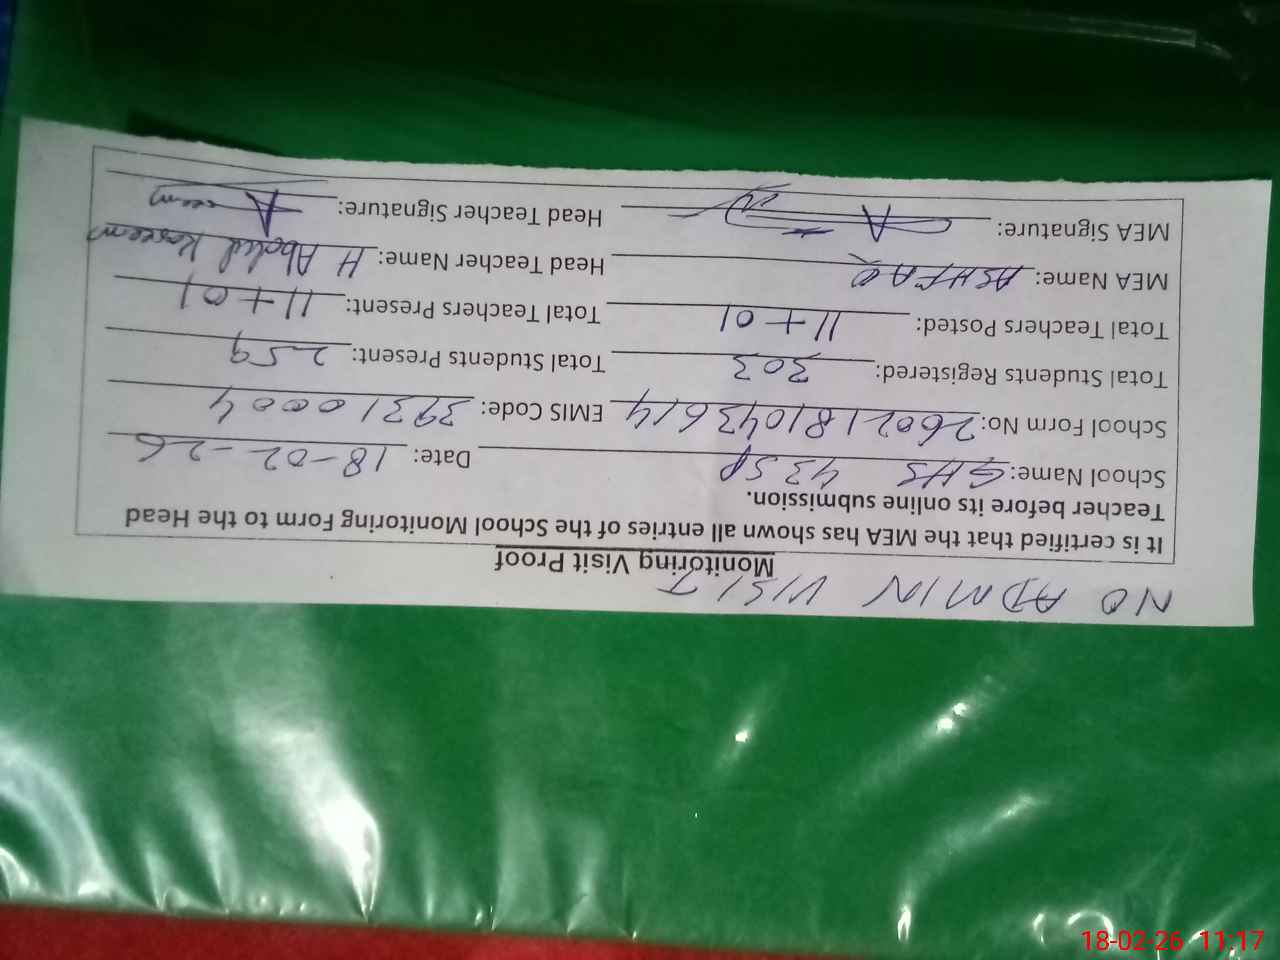 NO ADMIN VISIT
Monitoring Visit Proof
It is certified that the MEA has shown all entries of the School Monitoring Form to the Head
Teacher before its online submission.
School Name: GHS 43 SP Date: 18-02-26
School Form No: 2602181043614 EMIS Code: 39310004
Total Students Registered: 303 Total Students Present: 259
Total Teachers Posted: 11+01 Total Teachers Present: 11+01
MEA Name: ASHFAQ Head Teacher Name: H Abdul Kareem
MEA Signature: Head Teacher Signature:
18-02-26 11:17